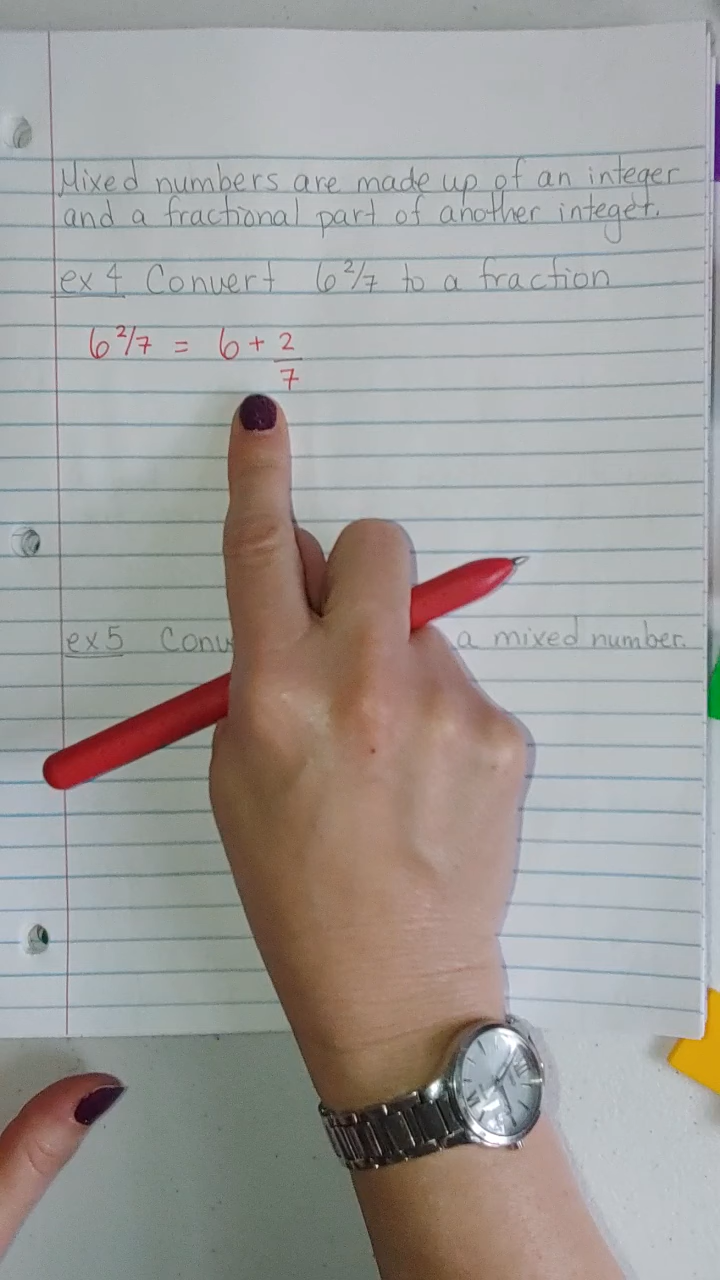 Mixed numbers are made up of an integer
and a fractional part of another integer.
ex 4 Convert 6 2/7 to a fraction
6 2/7 = 6 + 2/7
ex 5 a mixed number.